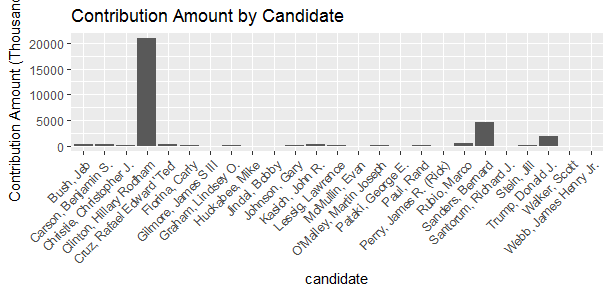 Contribution Amount by Candidate
Contribution Amount (Thousan
20000
15000
10000
5000
0
Bush, Jeb
Carson, Benjamin S.
Christie, Christopher J.
Clinton, Hillary Rodham
Cruz, Rafael Edward 'Ted'
Fiorina, Carly
Gilmore, James S III
Graham, Lindsey O.
Huckabee, Mike
Jindal, Bobby
Johnson, Gary
Kasich, John R.
Lessig, Lawrence
McMullin, Evan
O'Malley, Martin Joseph
Pataki, George E.
Paul, Rand
Perry, James R. (Rick)
Rubio, Marco
Sanders, Bernard
Santorum, Richard J.
Stein, Jill
Trump, Donald J.
Walker, Scott
Webb, James Henry Jr.
candidate